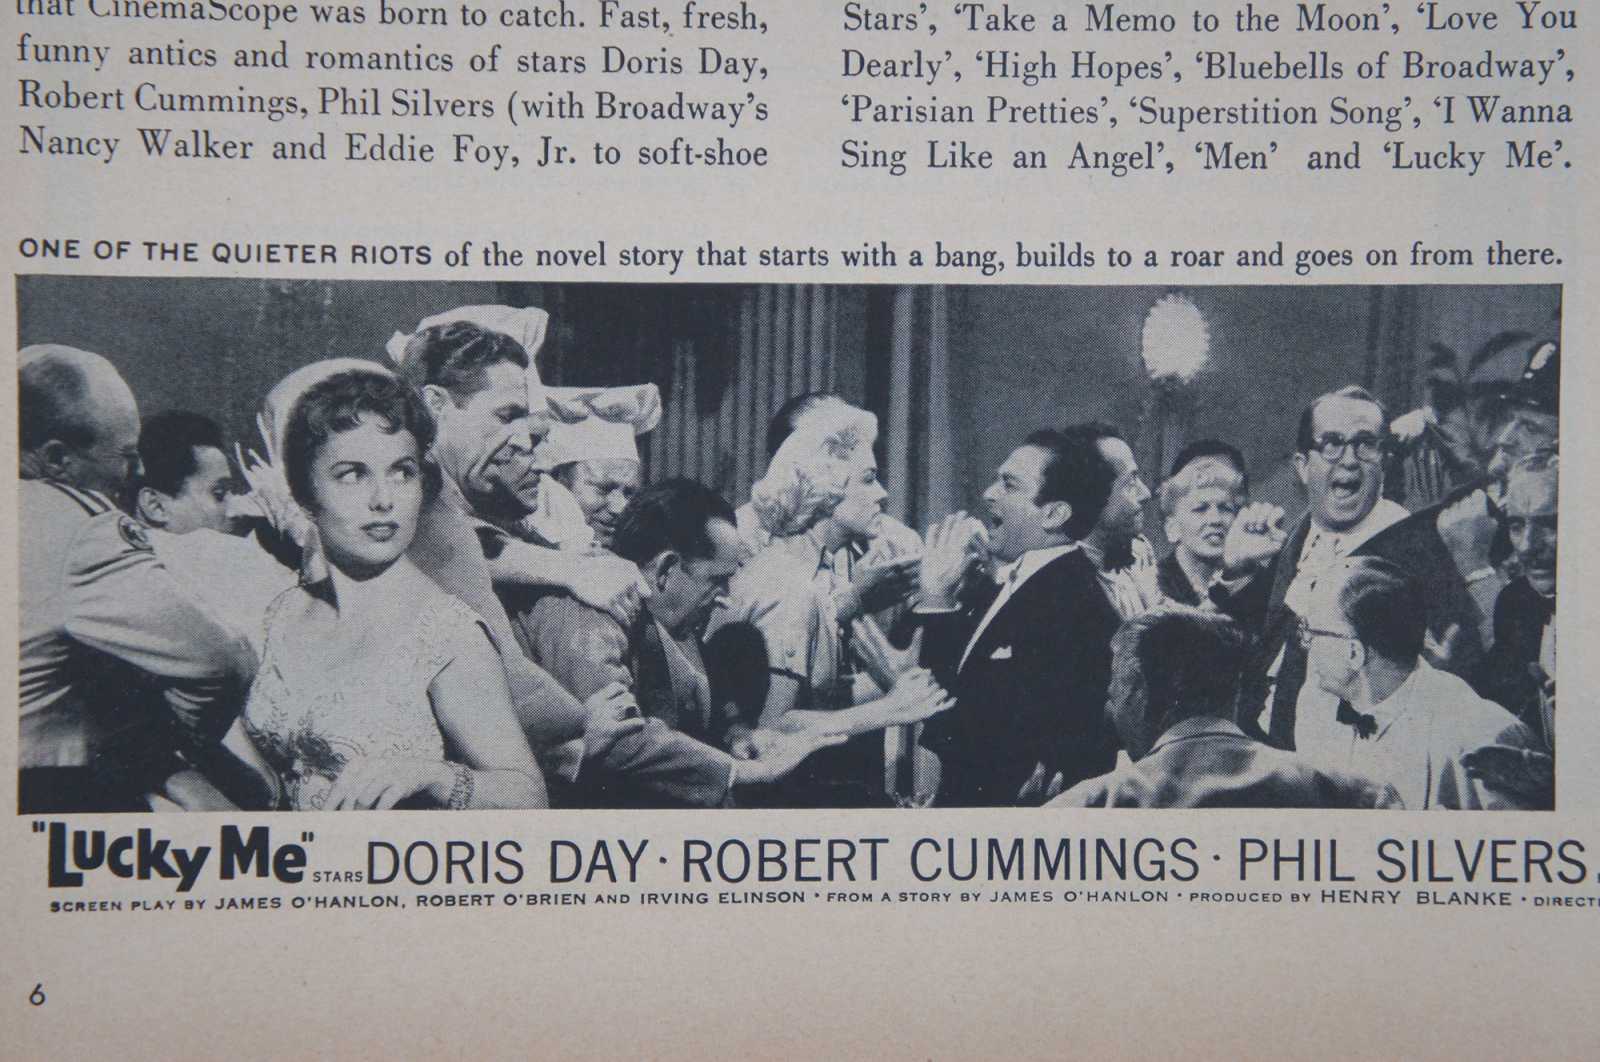 that CinemaScope was born to catch. Fast, fresh,
funny antics and romantics of stars Doris Day,
Robert Cummings, Phil Silvers (with Broadway's
Nancy Walker and Eddie Foy, Jr. to soft-shoe
Stars', 'Take a Memo to the Moon', 'Love You
Dearly', 'High Hopes', 'Bluebells of Broadway',
'Parisian Pretties', 'Superstition Song', 'I Wanna
Sing Like an Angel', 'Men' and 'Lucky Me'.
ONE OF THE QUIETER RIOTS of the novel story that starts with a bang, builds to a roar and goes on from there.
"Lucky Me" STARS DORIS DAY · ROBERT CUMMINGS · PHIL SILVERS
SCREEN PLAY BY JAMES O'HANLON, ROBERT O'BRIEN AND IRVING ELINSON · FROM A STORY BY JAMES O'HANLON · PRODUCED BY HENRY BLANKE · DIRECT
6